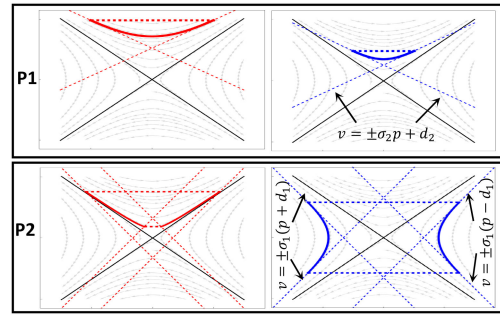 P1
v = ±σ₂p + d₂
P2
v = ±σ₁(p + d₁)
v = ±σ₁(p − d₁)